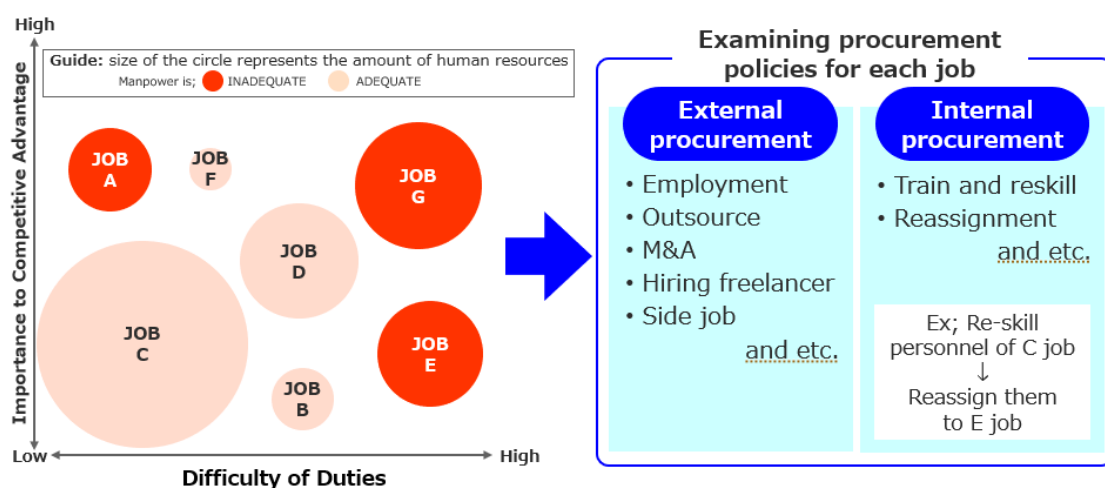 High
Guide: size of the circle represents the amount of human resources
Manpower is; INADEQUATE ADEQUATE
Importance to Competitive Advantage
JOB
A
JOB
F
JOB
G
JOB
D
JOB
C
JOB
E
JOB
B
Low
High
Difficulty of Duties
Examining procurement
policies for each job
External
procurement
• Employment
• Outsource
• M&A
• Hiring freelancer
• Side job
and etc.
Internal
procurement
• Train and reskill
• Reassignment
and etc.
Ex; Re-skill
personnel of C job
↓
Reassign them
to E job